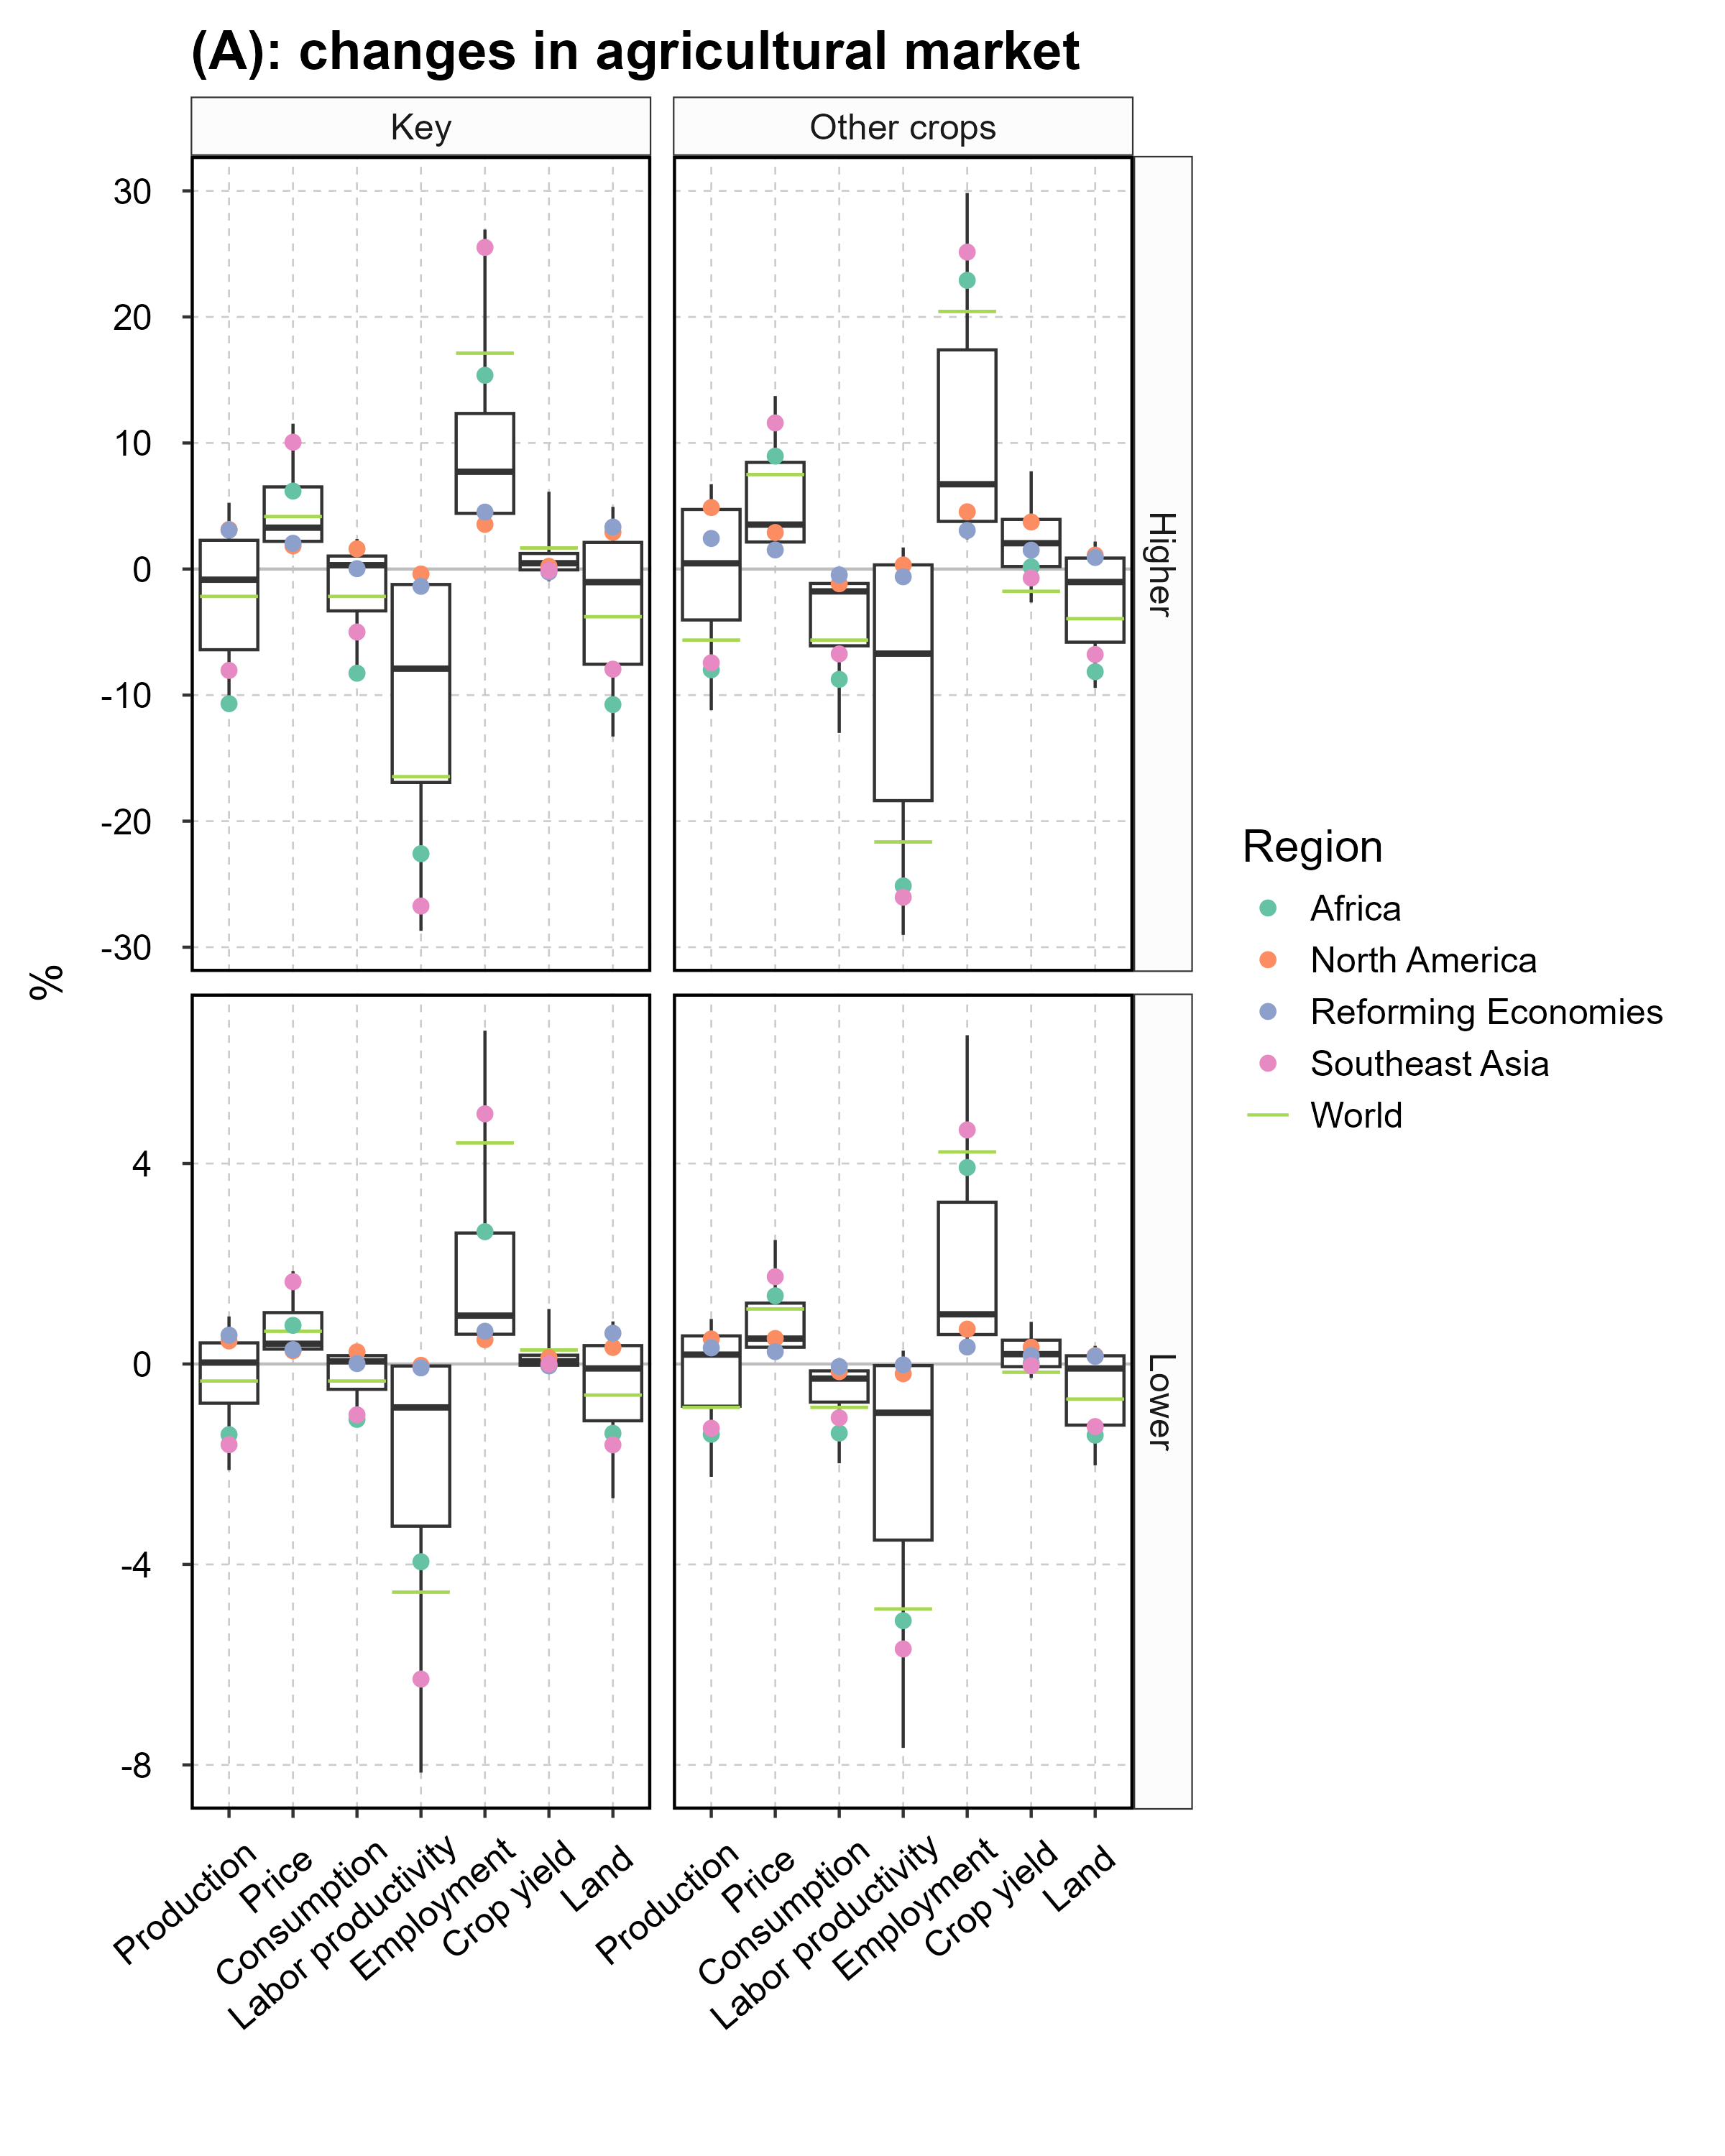 (A): changes in agricultural market
Key
Other crops
30
20
10
0
-10
-20
-30
Higher
%
4
0
-4
-8
Lower
Production
Price
Consumption
Labor productivity
Employment
Crop yield
Land
Production
Price
Consumption
Labor productivity
Employment
Crop yield
Land
Region
Africa
North America
Reforming Economies
Southeast Asia
World